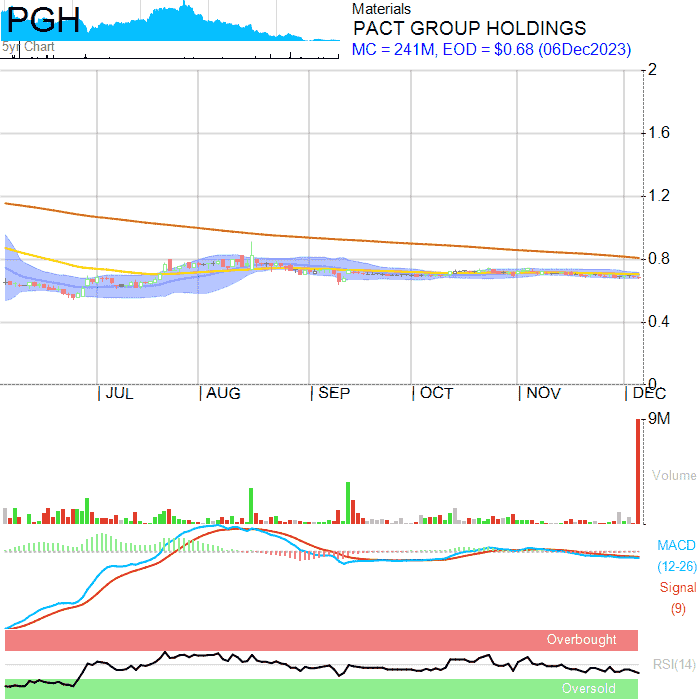 PGH
5yr Chart
Materials
PACT GROUP HOLDINGS
MC = 241M, EOD = $0.68 (06Dec2023)
2
1.6
1.2
0.8
0.4
0
JUL AUG SEP OCT NOV DEC
9M
Volume
MACD
(12-26)
Signal
(9)
Overbought
RSI(14)
Oversold